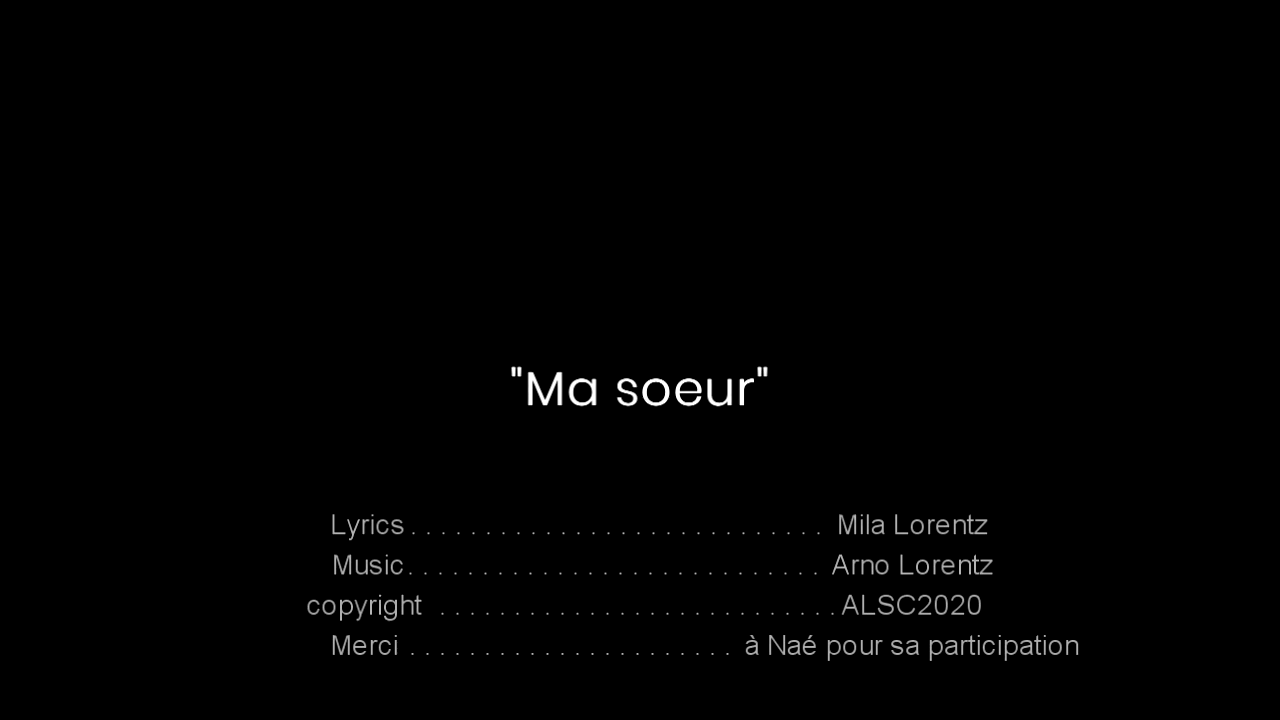 "Ma soeur"
Lyrics . . . . . . . . . . . . . . . . . . . . . . . . . . . . Mila Lorentz
Music . . . . . . . . . . . . . . . . . . . . . . . . . . . . Arno Lorentz
copyright . . . . . . . . . . . . . . . . . . . . . . . . . . . ALSC2020
Merci . . . . . . . . . . . . . . . . . . . . . . à Naé pour sa participation